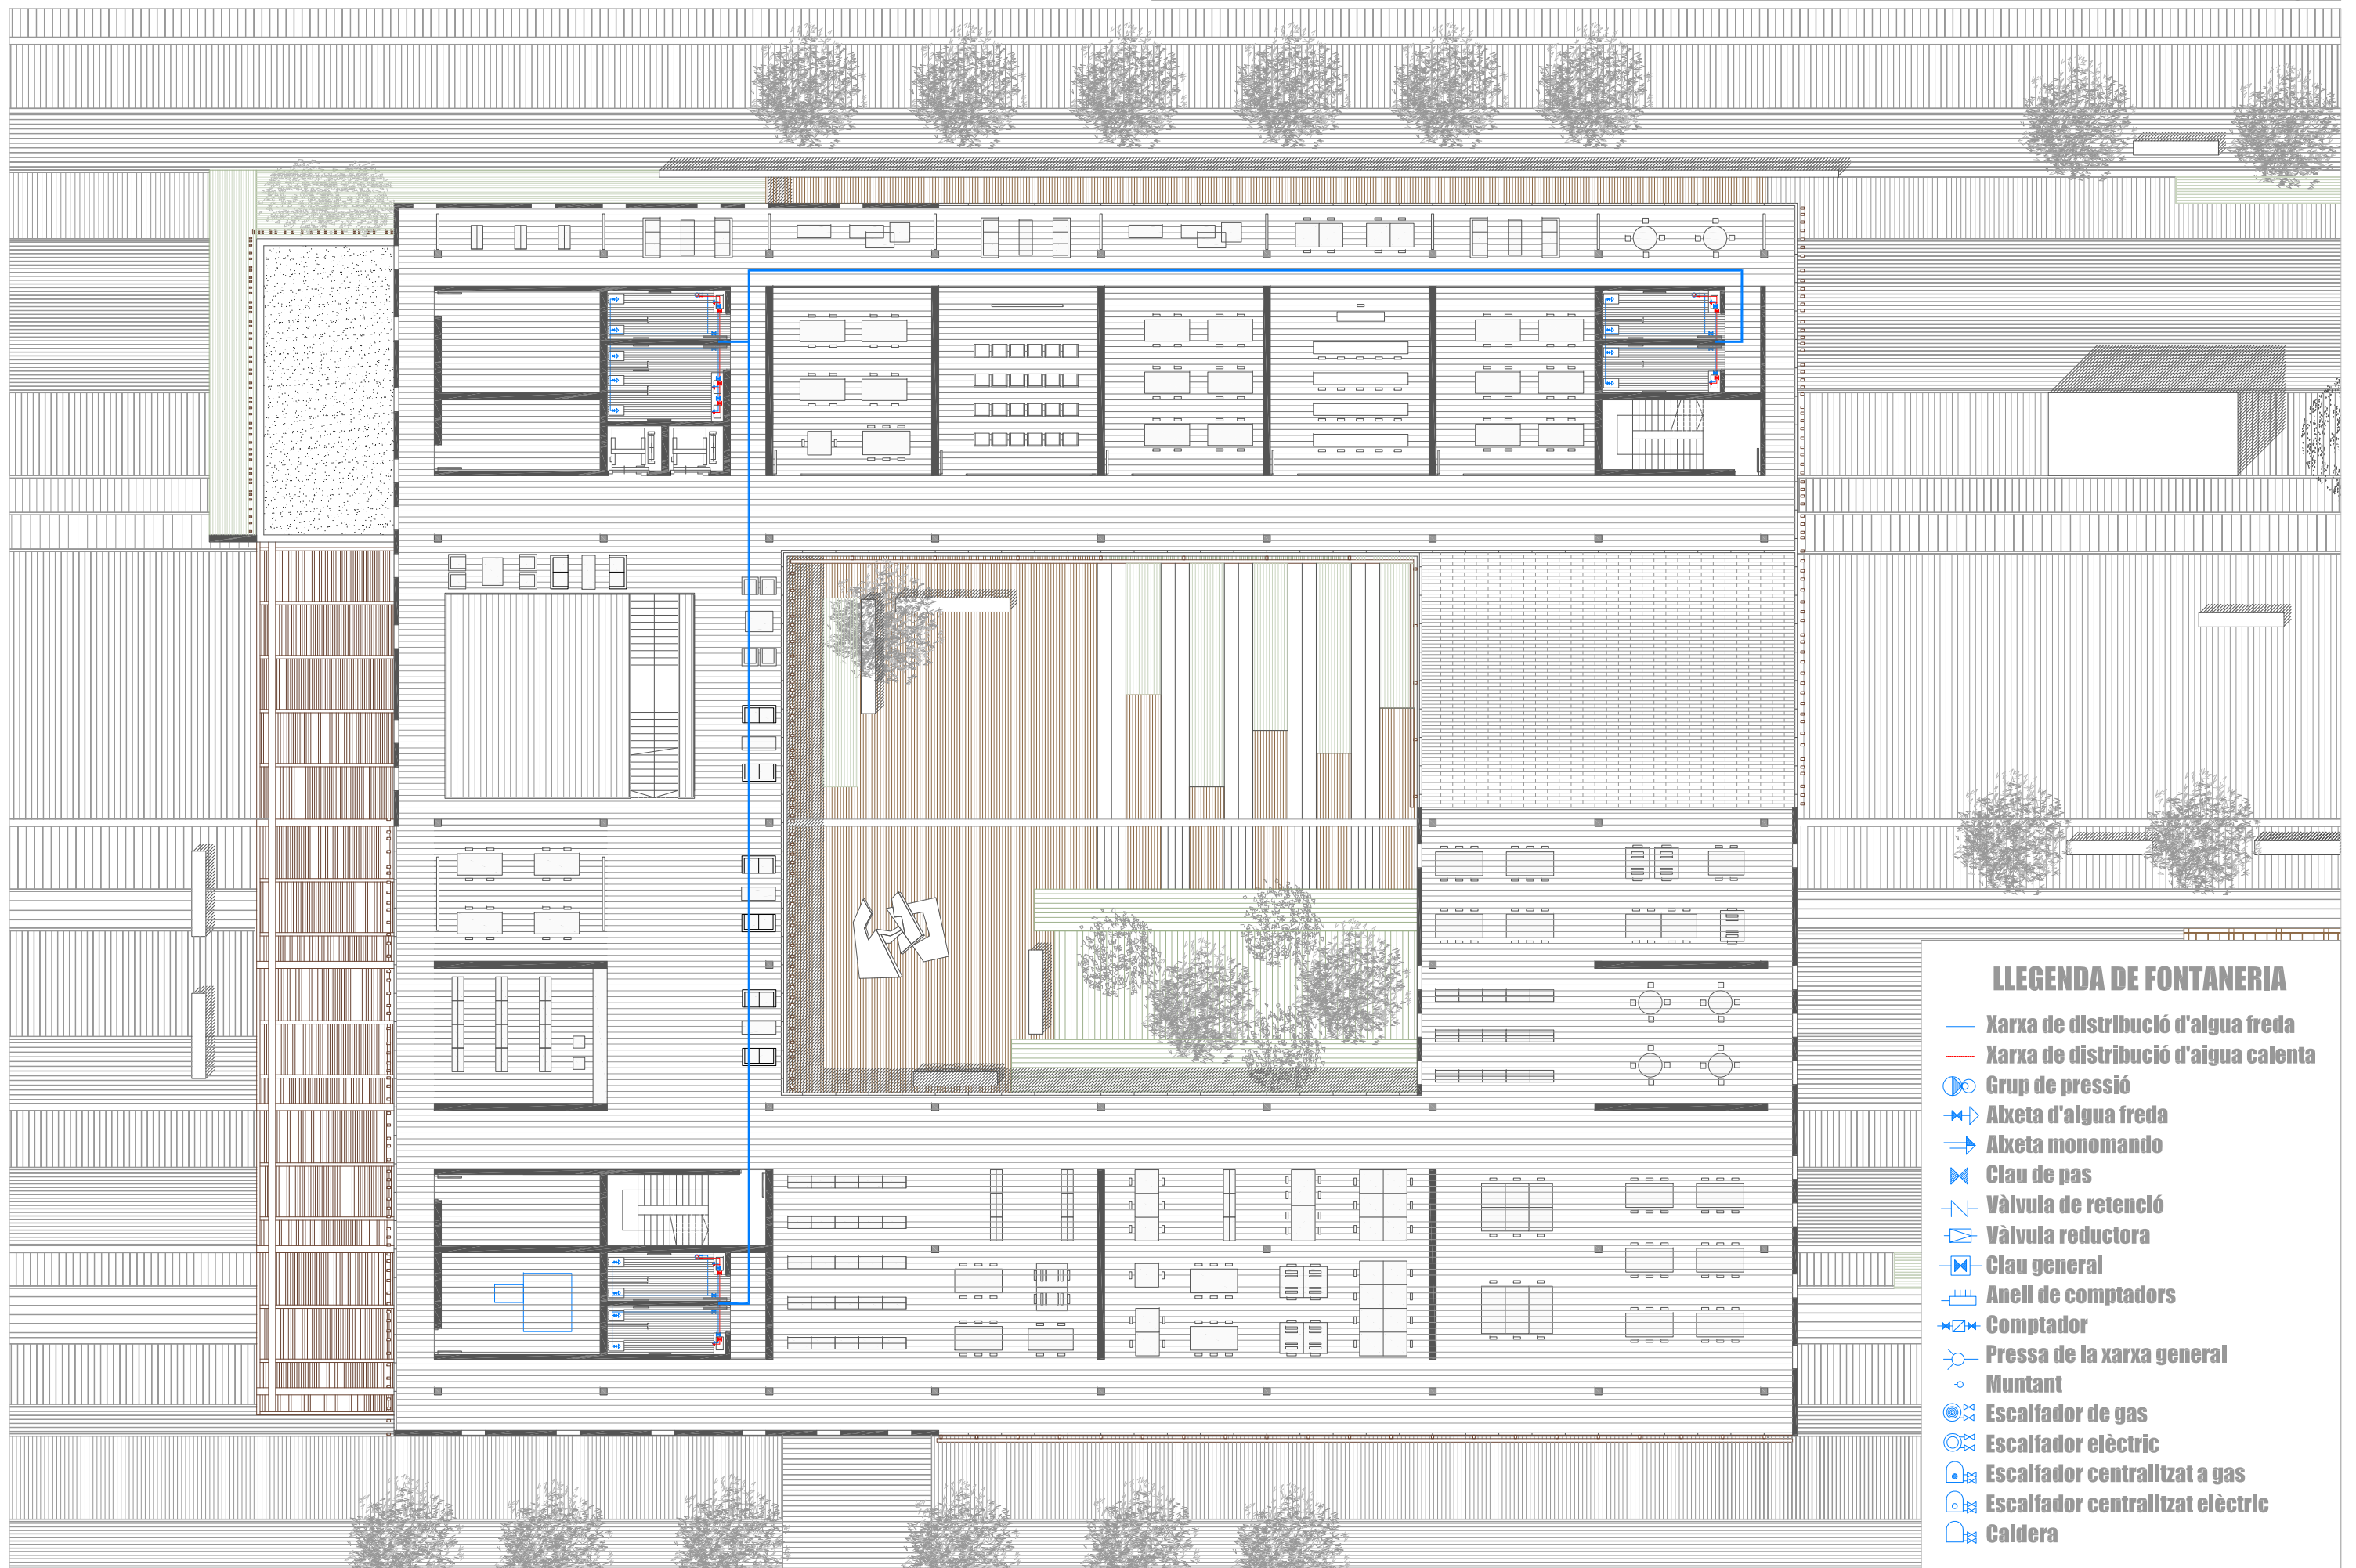 LLEGENDA DE FONTANERIA
Xarxa de distribució d'aigua freda
Xarxa de distribució d'aigua calenta
Grup de pressió
Aixeta d'aigua freda
Aixeta monomando
Clau de pas
Vàlvula de retenció
Vàlvula reductora
Clau general
Anell de comptadors
Comptador
Pressa de la xarxa general
Muntant
Escalfador de gas
Escalfador elèctric
Escalfador centralitzat a gas
Escalfador centralitzat elèctric
Caldera